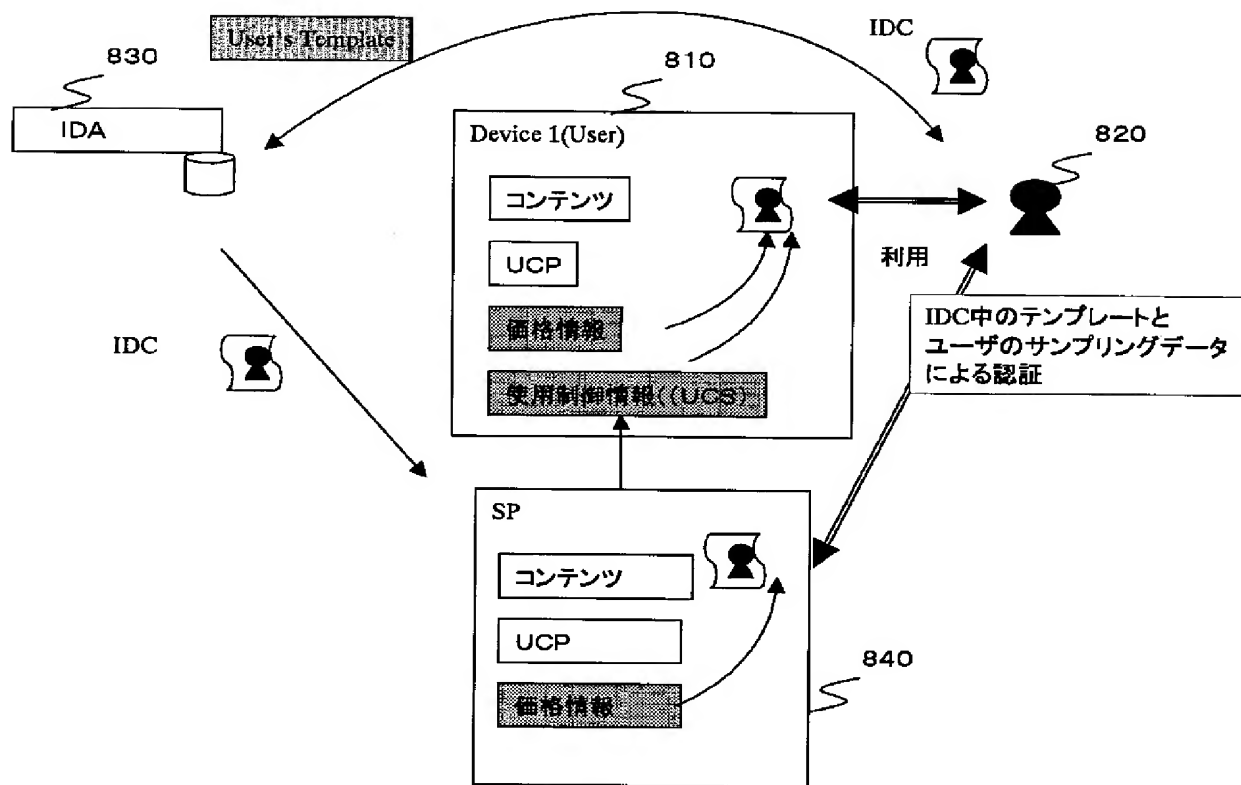 User's Template
IDC
830
810
IDA
Device 1(User)
820
コンテンツ
利用
UCP
価格情報
IDC中のテンプレートと
ユーザのサンプリングデータ
による認証
IDC
使用制御情報((UCS)
SP
コンテンツ
UCP
840
価格情報